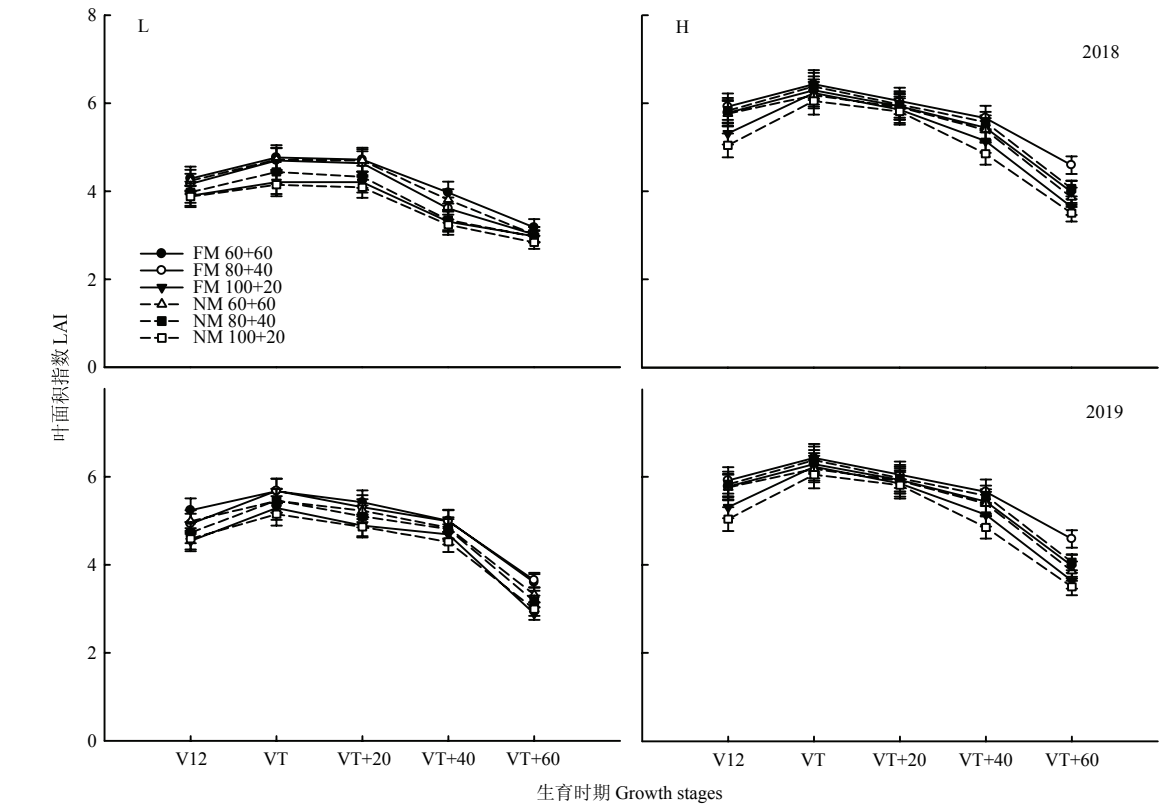 8
L
H
2018
6
4
FM 60+60
FM 80+40
2
FM 100+20
NM 60+60
NM 80+40
NM 100+20
0
叶面积指数 LAI
2019
6
4
2
0
V12 VT VT+20 VT+40 VT+60 V12 VT VT+20 VT+40 VT+60
生育时期 Growth stages